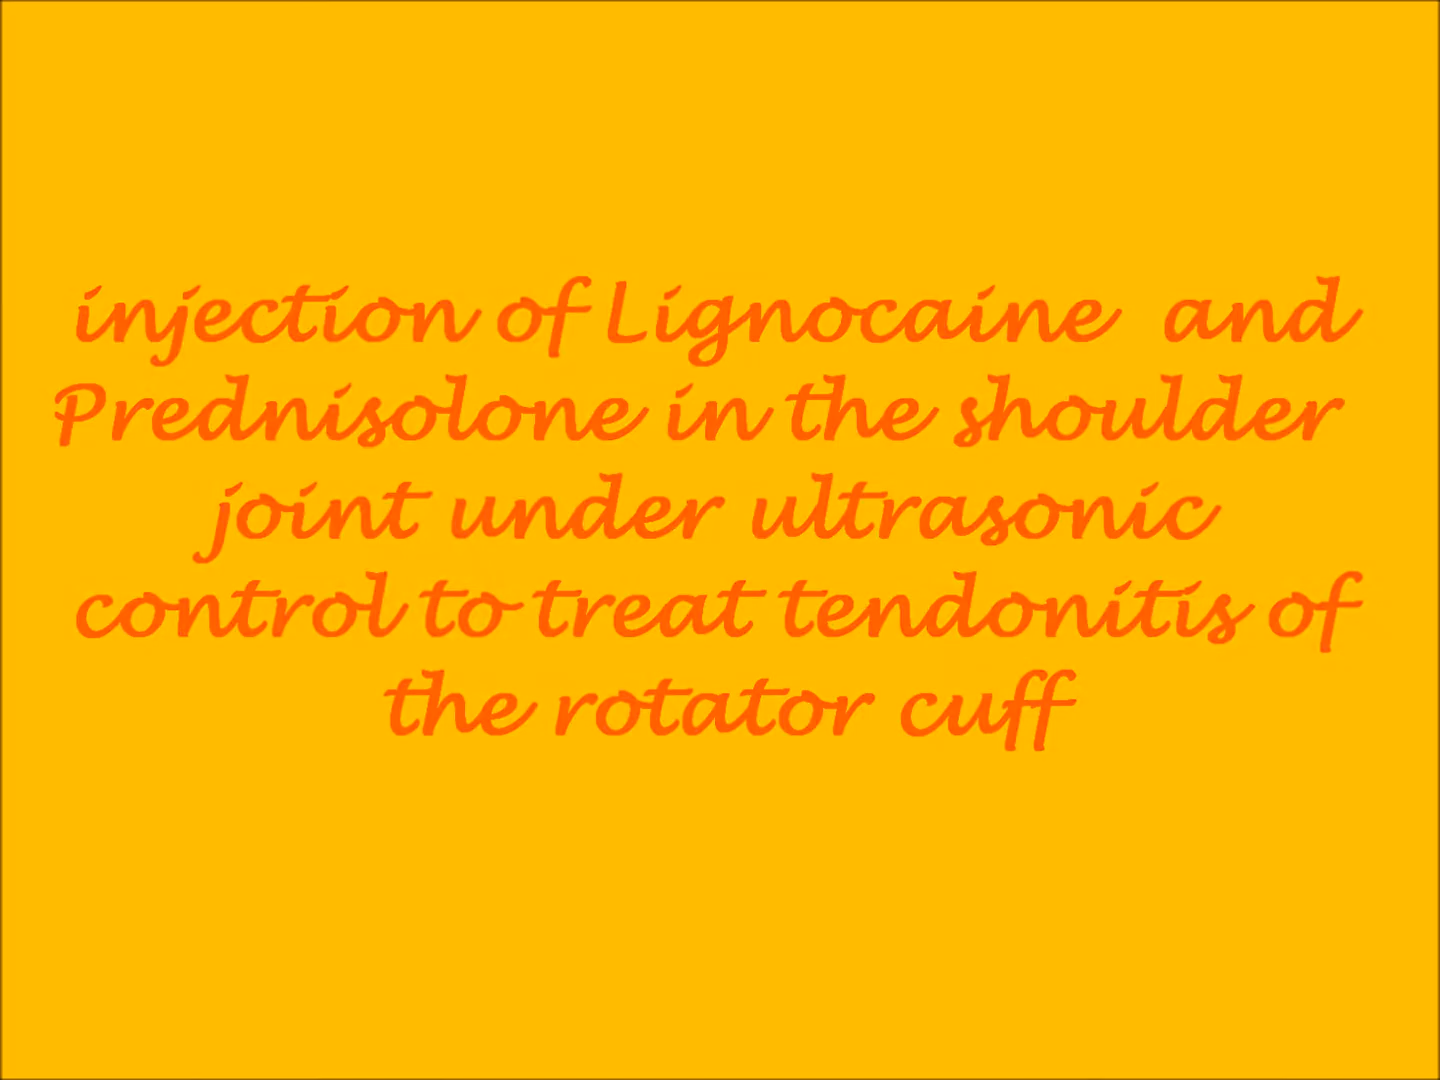 injection of Lignocaine and
Prednisolone in the shoulder
joint under ultrasonic
control to treat tendonitis of
the rotator cuff